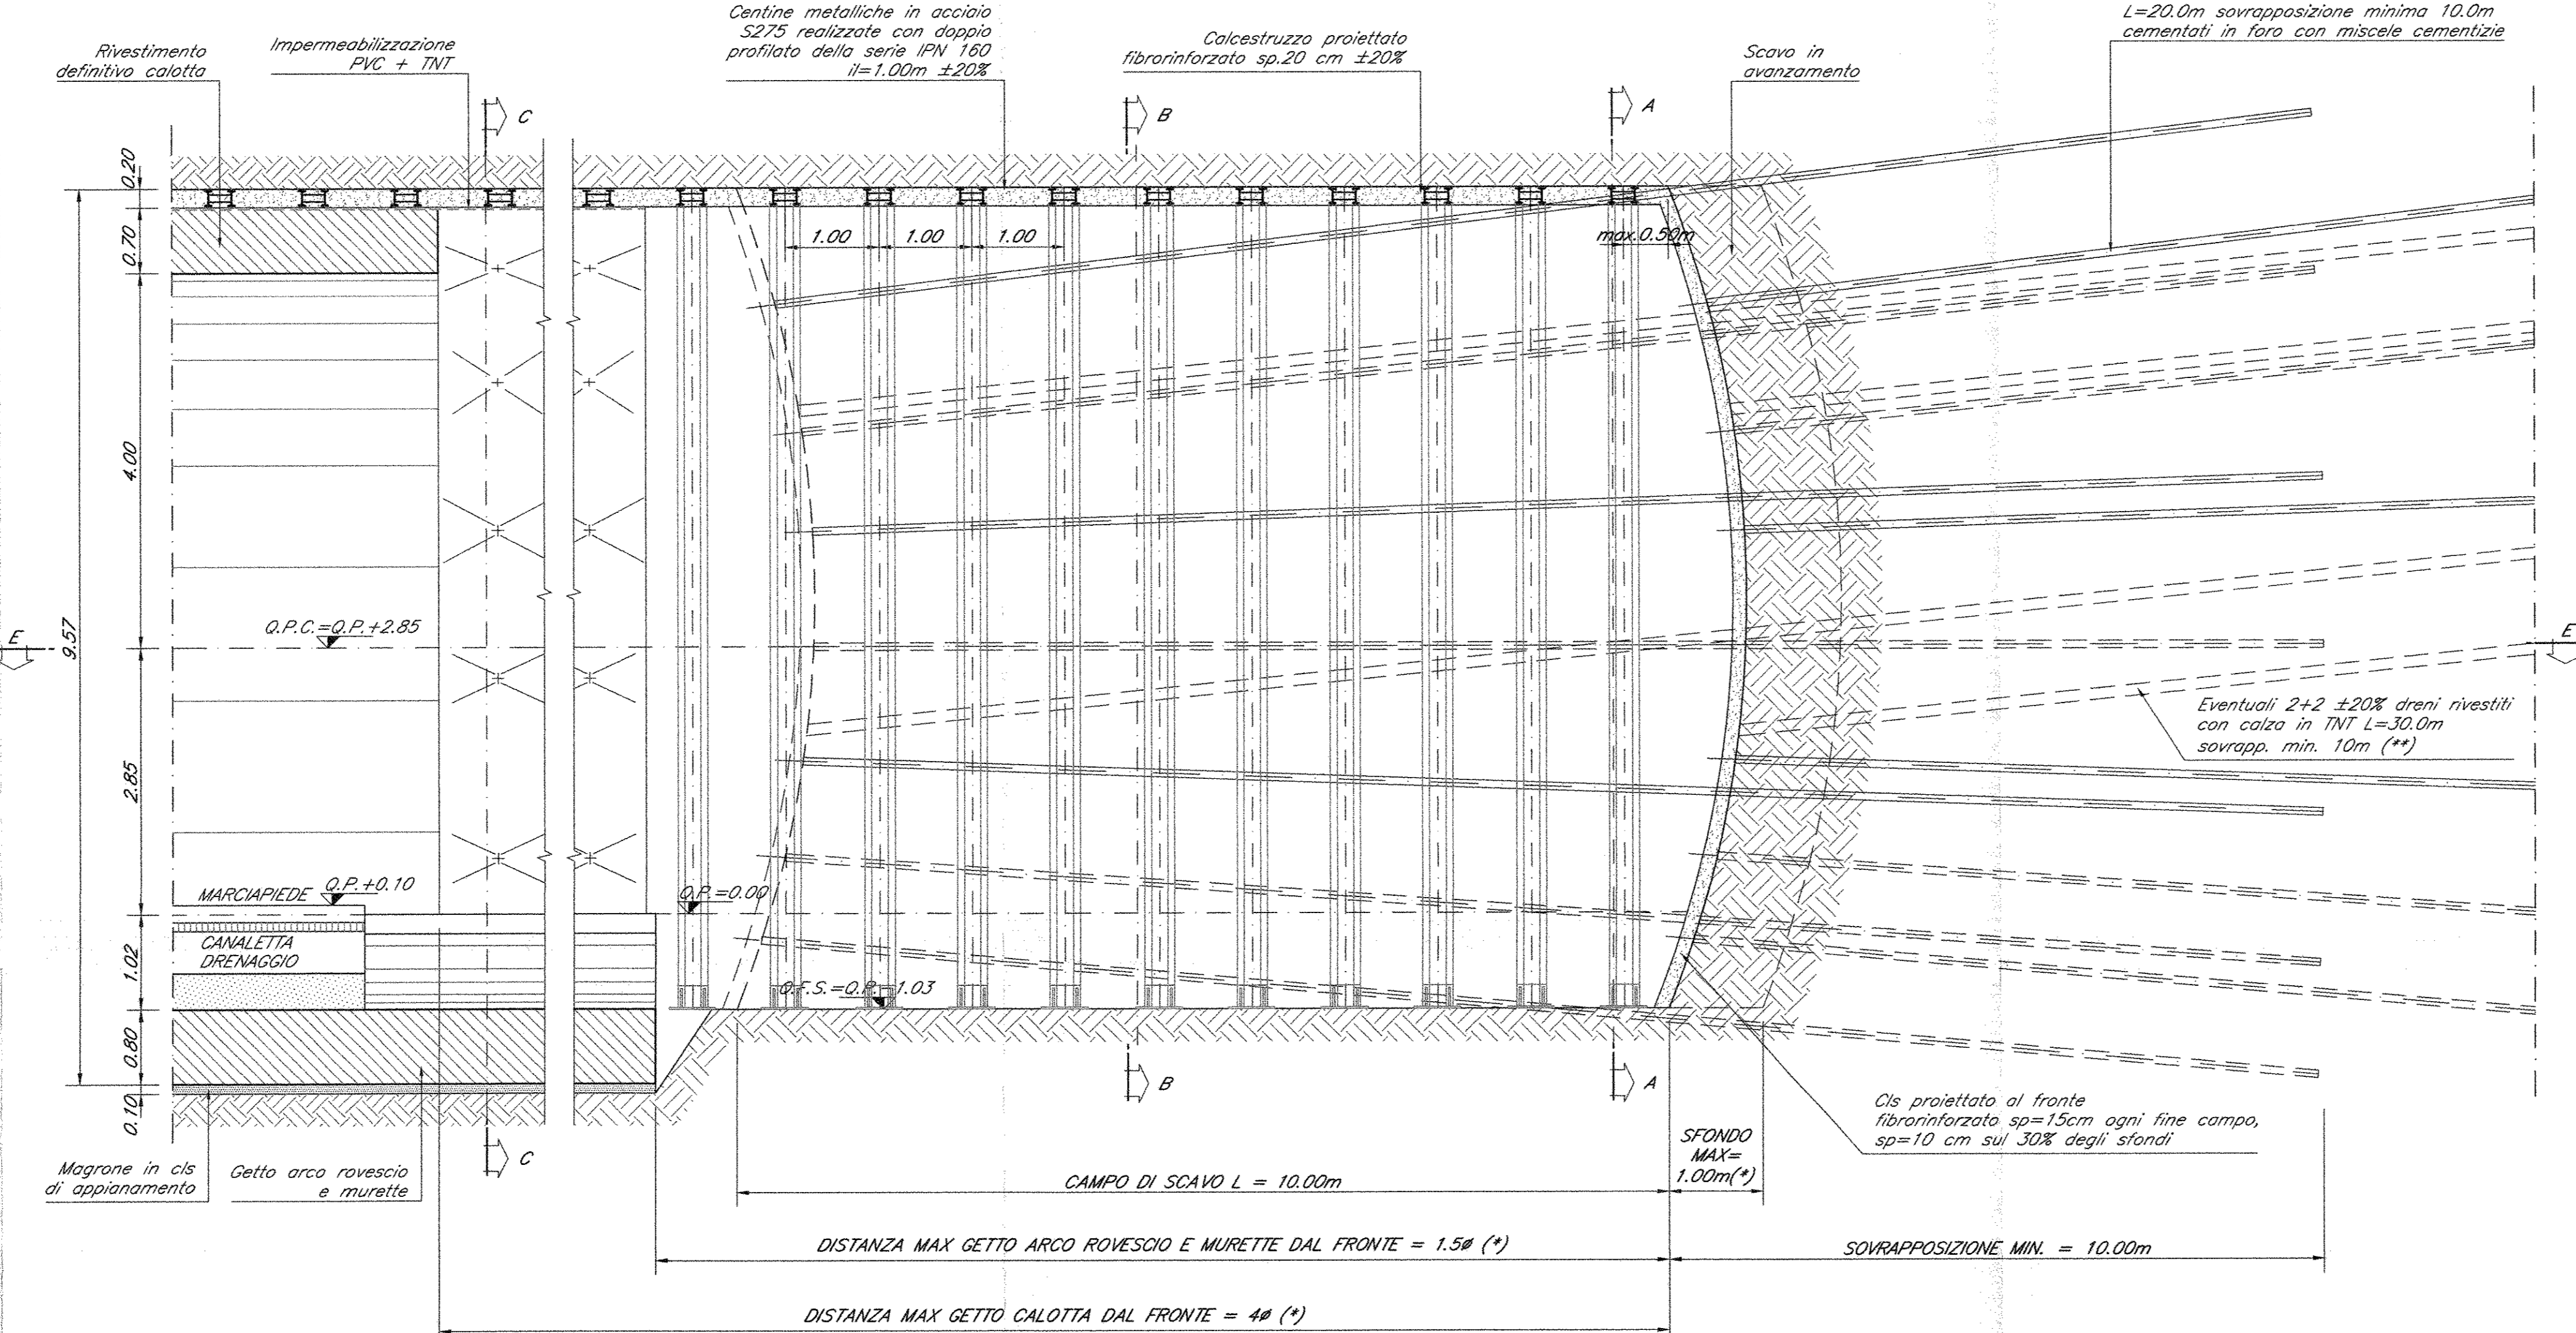 Rivestimento
definitivo calotta
Impermeabilizzazione
PVC + TNT
Centine metalliche in acciaio
S275 realizzate con doppio
profilato della serie IPN 160
il=1.00m ±20%
Calcestruzzo proiettato
fibrorinforzato sp.20 cm ±20%
Scavo in
avanzamento
L=20.0m sovrapposizione minima 10.0m
cementati in foro con miscele cementizie
C
B
A
0.20
0.70
4.00
9.57
2.85
1.02
0.80
0.10
1.00
1.00
1.00
max.0.50m
E
Q.P.C.=Q.P.+2.85
E
Eventuali 2+2 ±20% dreni rivestiti
con calza in TNT L=30.0m
sovrapp. min. 10m (**)
MARCIAPIEDE
Q.P.+0.10
Q.P.=0.00
CANALETTA
DRENAGGIO
Q.F.S.=Q.P.-1.03
B
A
C
Cls proiettato al fronte
fibrorinforzato sp=15cm ogni fine campo,
sp=10 cm sul 30% degli sfondi
Magrone in cls
di appianamento
Getto arco rovescio
e murette
SFONDO
MAX=
1.00m(*)
CAMPO DI SCAVO L = 10.00m
DISTANZA MAX GETTO ARCO ROVESCIO E MURETTE DAL FRONTE = 1.5ø (*)
SOVRAPPOSIZIONE MIN. = 10.00m
DISTANZA MAX GETTO CALOTTA DAL FRONTE = 4ø (*)